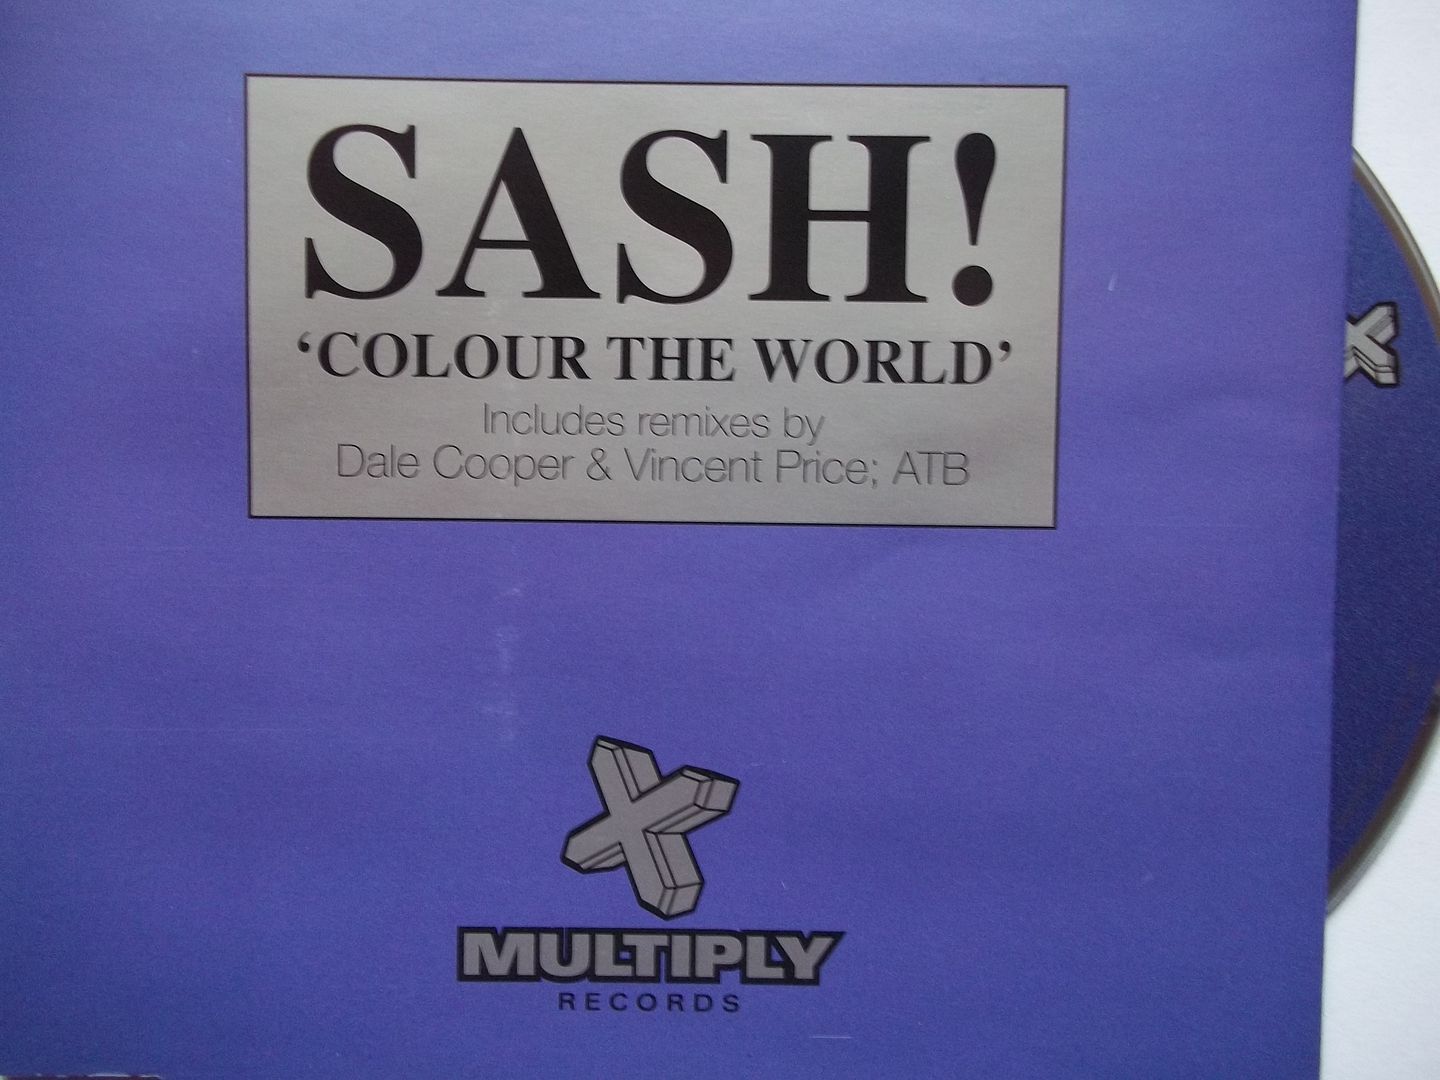 SASH!
‘COLOUR THE WORLD’
Includes remixes by
Dale Cooper & Vincent Price; ATB
MULTIPLY
RECORDS